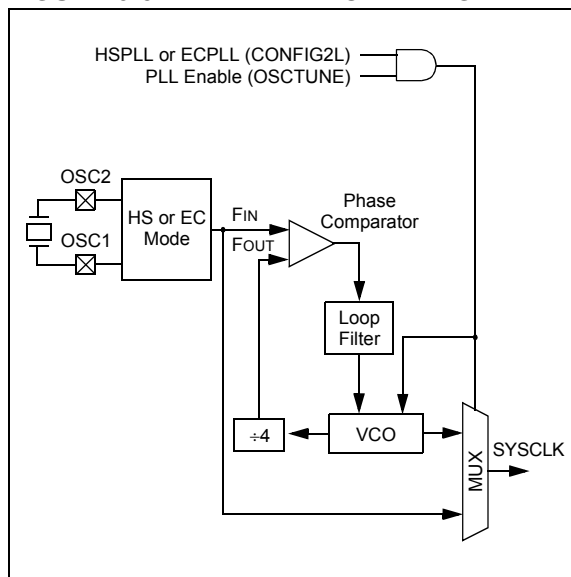 HSPLL or ECPLL (CONFIG2L)
PLL Enable (OSCTUNE)
OSC2
OSC1
HS or EC
Mode
FIN
FOUT
Phase
Comparator
Loop
Filter
÷4
VCO
MUX
SYSCLK